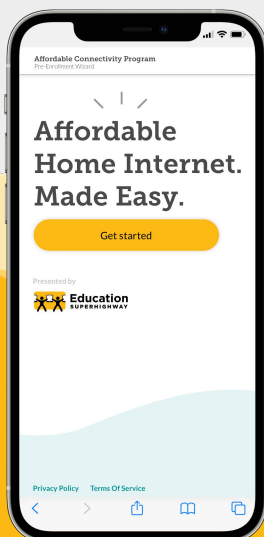 Affordable Connectivity Program
Pre-Enrollment Wizard
Affordable
Home Internet.
Made Easy.
Get started
Presented by
Education
SUPERHIGHWAY
Privacy Policy Terms Of Service